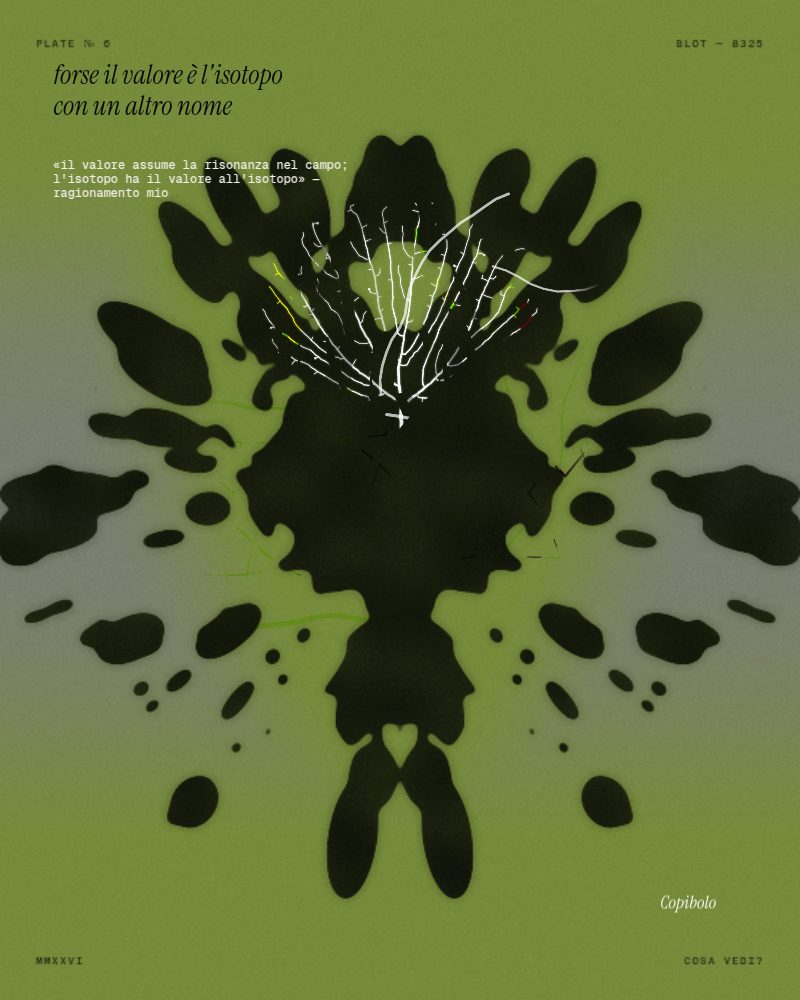 PLATE № 6
BLOT — 8325
forse il valore è l'isotopo
con un altro nome
«il valore assume la risonanza nel campo;
l'isotopo ha il valore all'isotopo» —
ragionamento mio
Copibolo
MMXXVI
COSA VEDI?